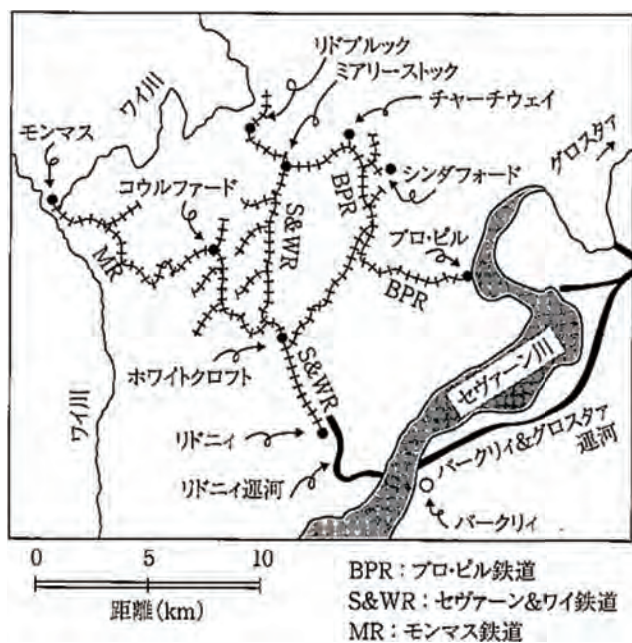 リドブルック
ミアリーストック
チャーチウェイ
ワイ川
モンマス
グロスタァ
コウルファード
シンダフォード
BPR
S&WR
ブロ・ピル
MR
BPR
セヴァーン川
ホワイトクロフト
S&WR
ワイ川
リドニィ
バークリィ&グロスタァ
運河
リドニィ運河
バークリィ
0 5 10
距離(km)
BPR:ブロ・ピル鉄道
S&WR:セヴァーン&ワイ鉄道
MR:モンマス鉄道